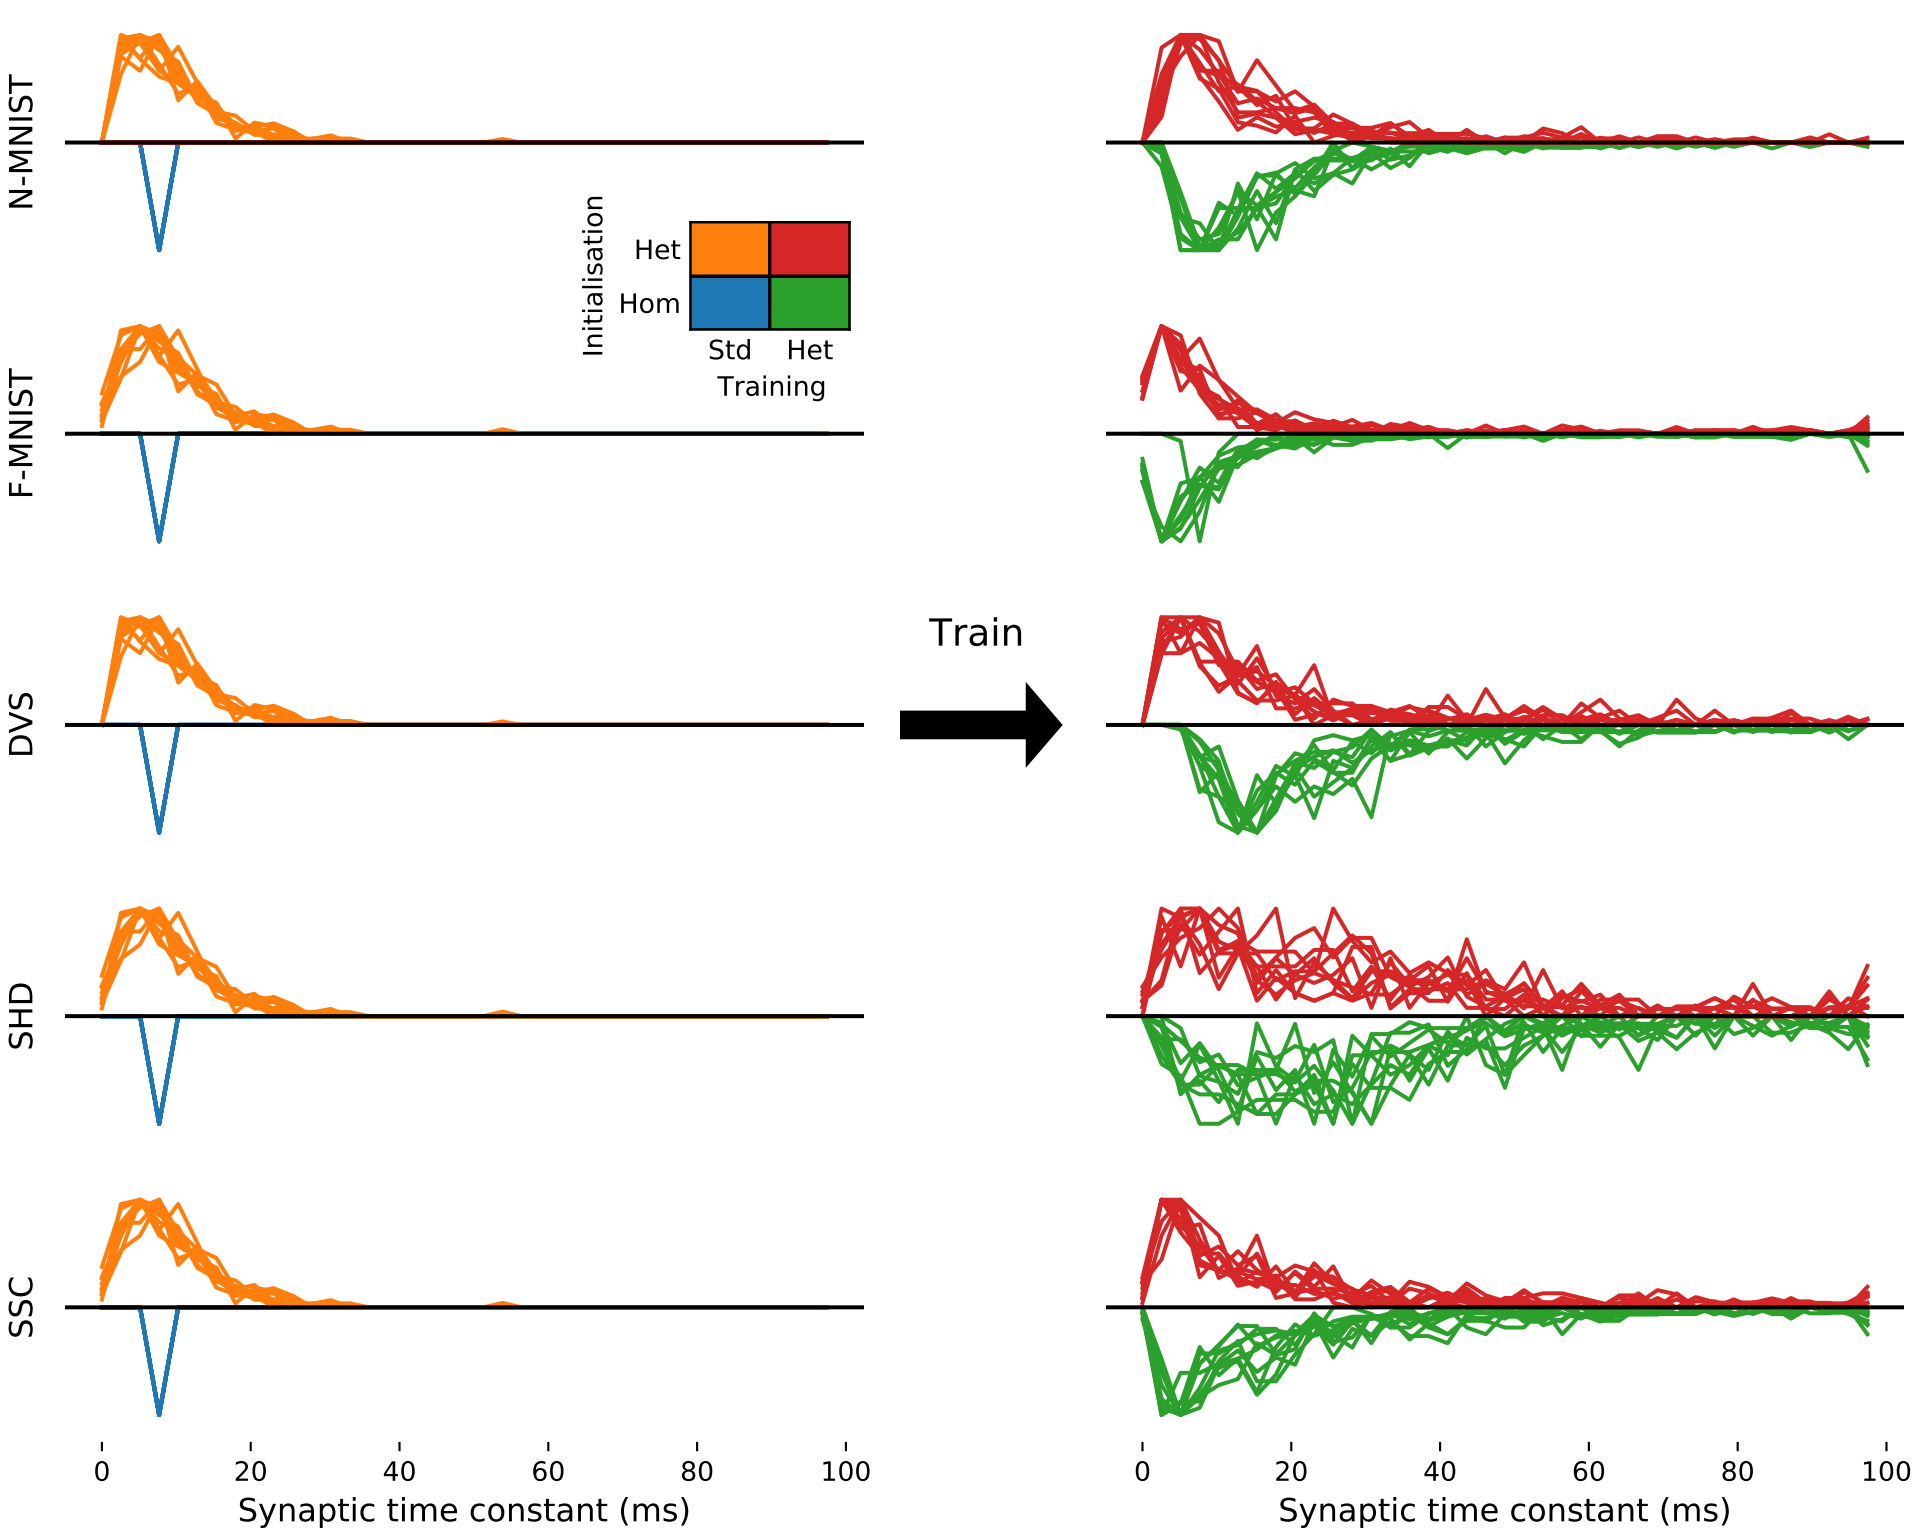 N-MNIST
F-MNIST
DVS
SHD
SSC
Initialisation
Het
Hom
Std Het
Training
Train
0 20 40 60 80 100
Synaptic time constant (ms)
0 20 40 60 80 100
Synaptic time constant (ms)